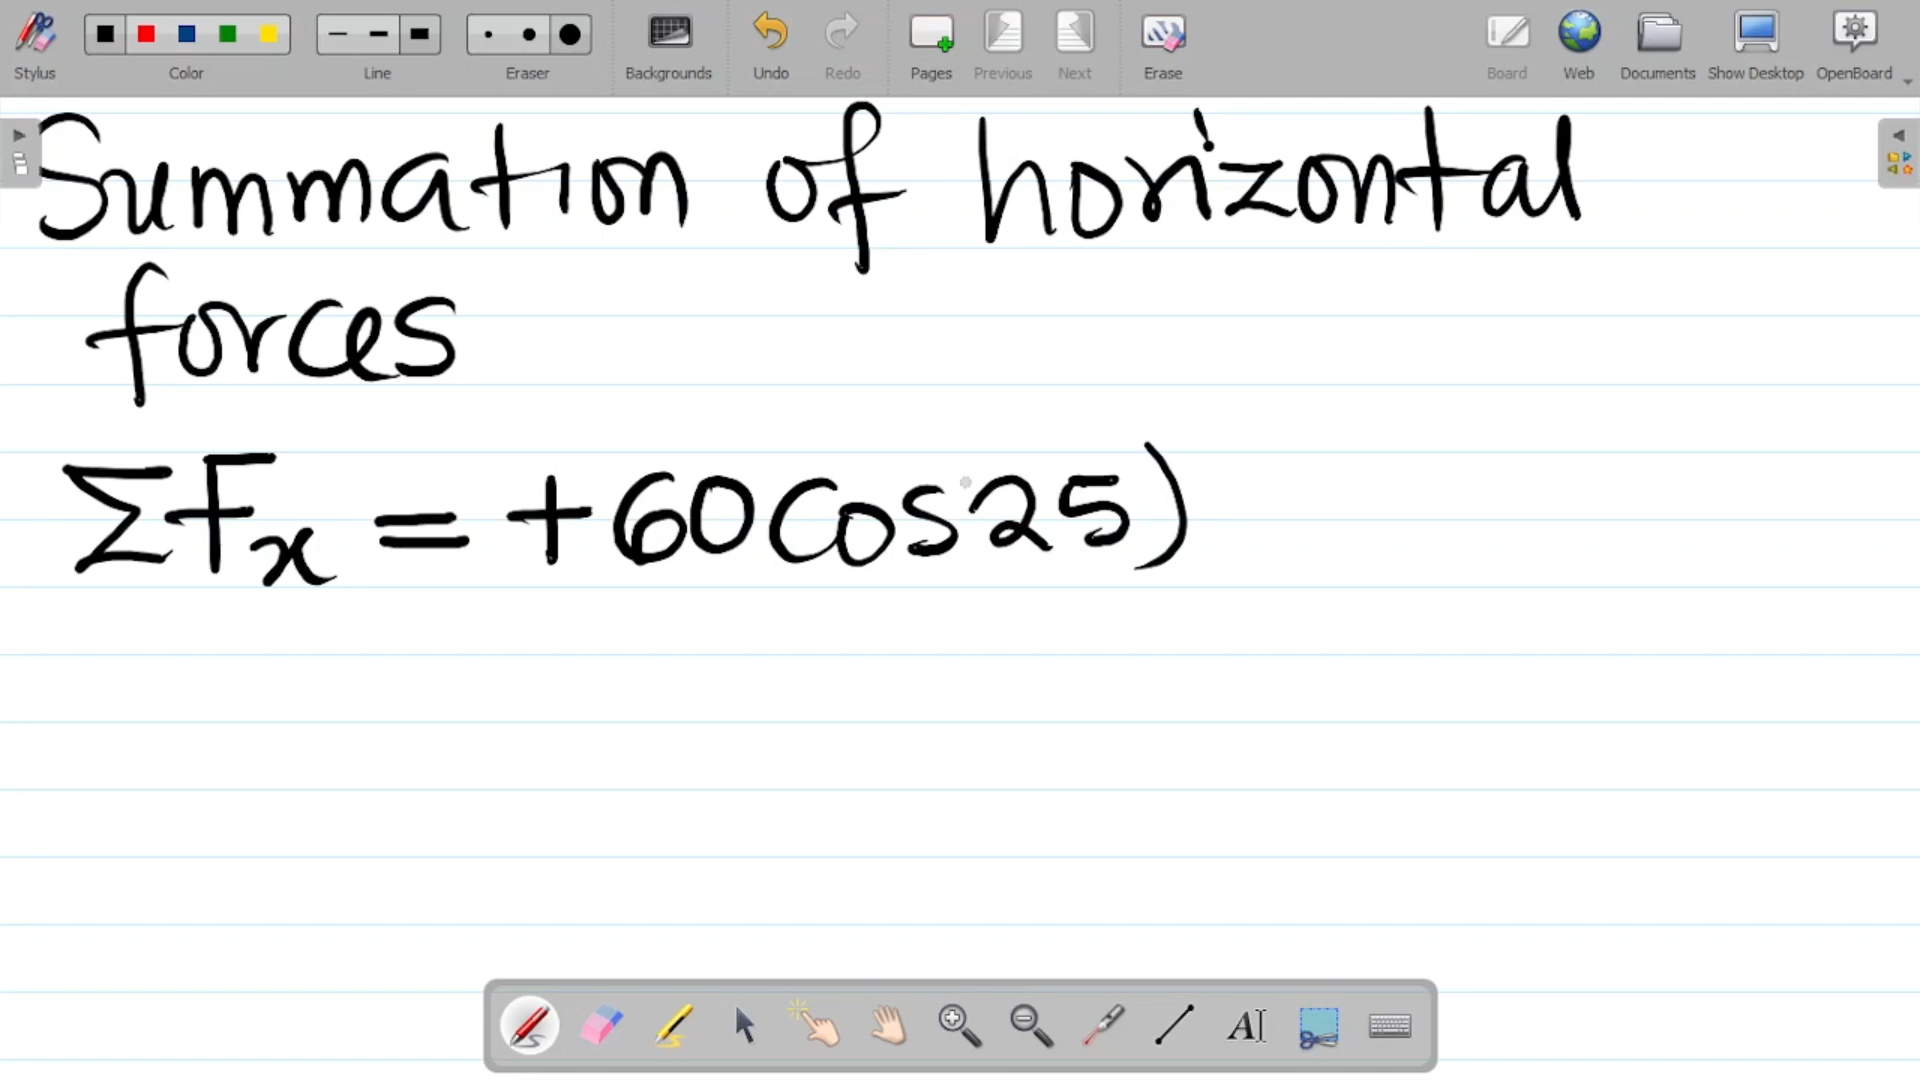 Stylus Color Line Eraser Backgrounds Undo Redo Pages Previous Next Erase Board Web Documents Show Desktop OpenBoard
Summation of horizontal
forces
ΣFx = +60Cos25)